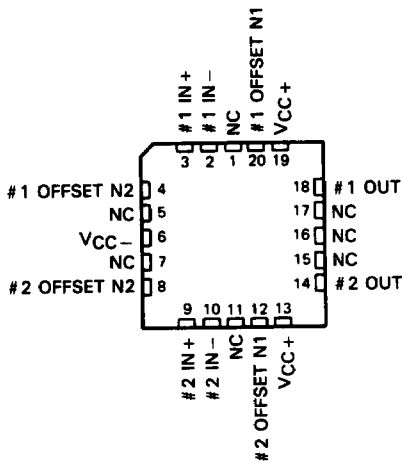 #1 IN+
#1 IN-
NC
#1 OFFSET N1
VCC+
3 2 1 20 19
#1 OFFSET N2 4
NC 5
VCC- 6
NC 7
#2 OFFSET N2 8
18 #1 OUT
17 NC
16 NC
15 NC
14 #2 OUT
9 10 11 12 13
#2 IN+
#2 IN-
NC
#2 OFFSET N1
VCC+